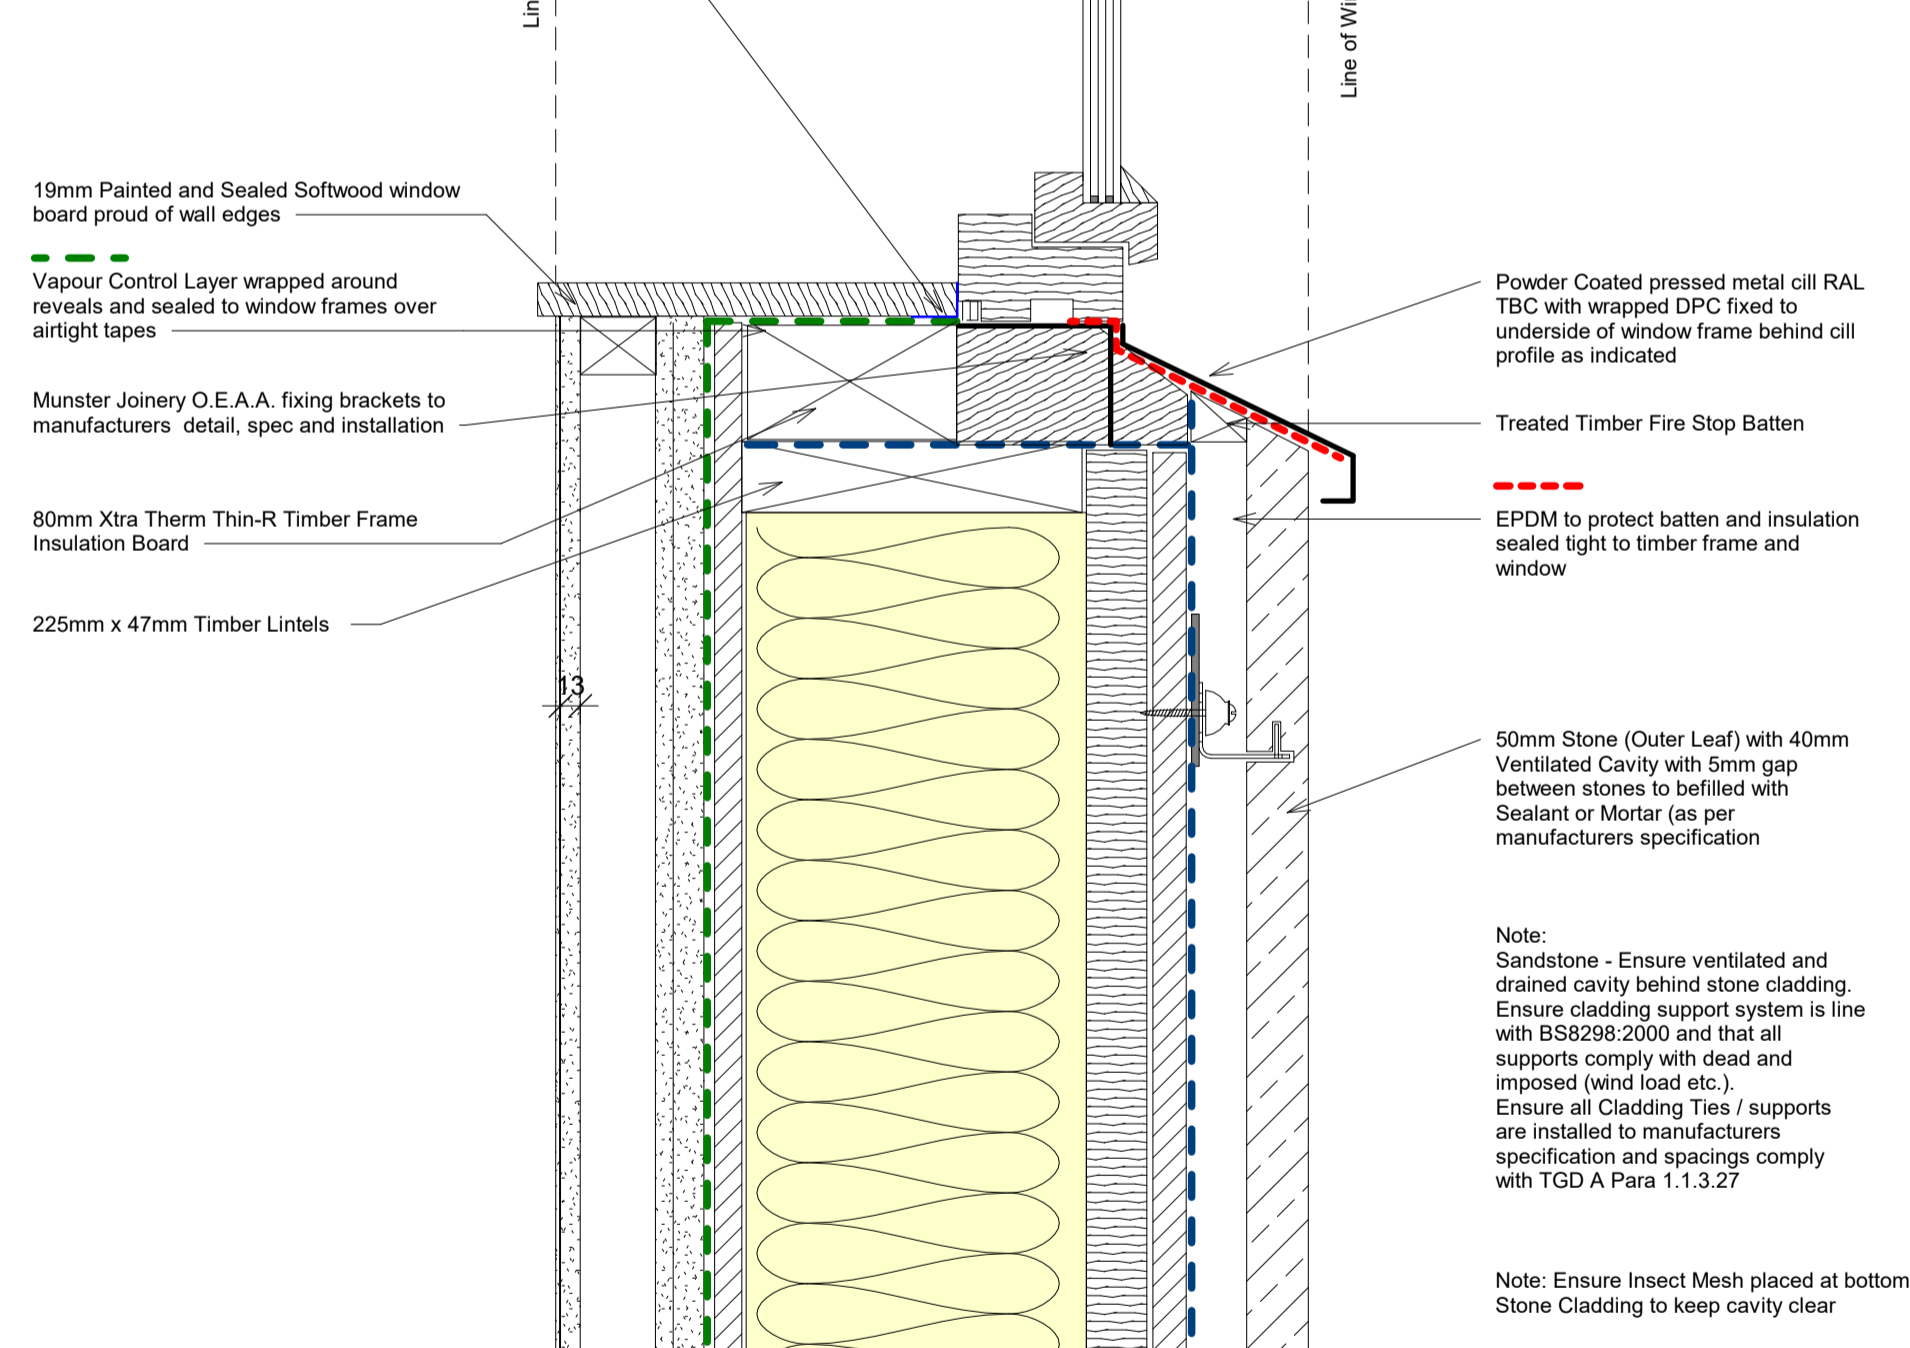 Lin
Line of Wi
19mm Painted and Sealed Softwood window
board proud of wall edges
Vapour Control Layer wrapped around
reveals and sealed to window frames over
airtight tapes
Munster Joinery O.E.A.A. fixing brackets to
manufacturers  detail, spec and installation
80mm Xtra Therm Thin-R Timber Frame
Insulation Board
225mm x 47mm Timber Lintels
13
Powder Coated pressed metal cill RAL
TBC with wrapped DPC fixed to
underside of window frame behind cill
profile as indicated
Treated Timber Fire Stop Batten
EPDM to protect batten and insulation
sealed tight to timber frame and
window
50mm Stone (Outer Leaf) with 40mm
Ventilated Cavity with 5mm gap
between stones to befilled with
Sealant or Mortar (as per
manufacturers specification
Note:
Sandstone - Ensure ventilated and
drained cavity behind stone cladding.
Ensure cladding support system is line
with BS8298:2000 and that all
supports comply with dead and
imposed (wind load etc.).
Ensure all Cladding Ties / supports
are installed to manufacturers
specification and spacings comply
with TGD A Para 1.1.3.27
Note: Ensure Insect Mesh placed at bottom
Stone Cladding to keep cavity clear